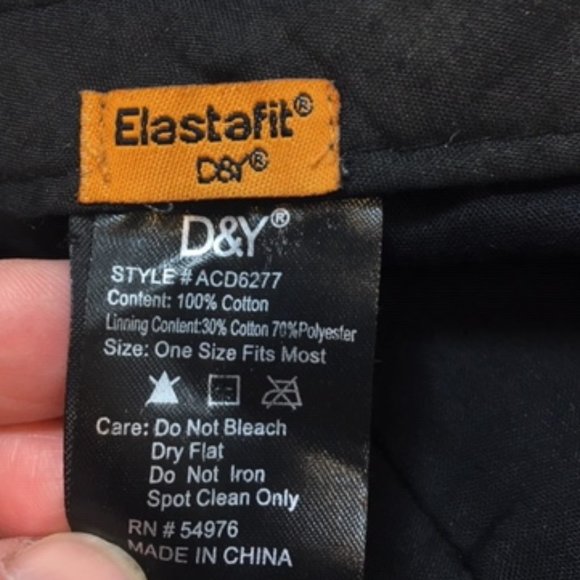 Elastafit®
D&Y®
D&Y®
STYLE # ACD6277
Content: 100% Cotton
Linning Content:30% Cotton 70%Polyester
Size: One Size Fits Most
Care: Do Not Bleach
Dry Flat
Do Not Iron
Spot Clean Only
RN # 54976
MADE IN CHINA